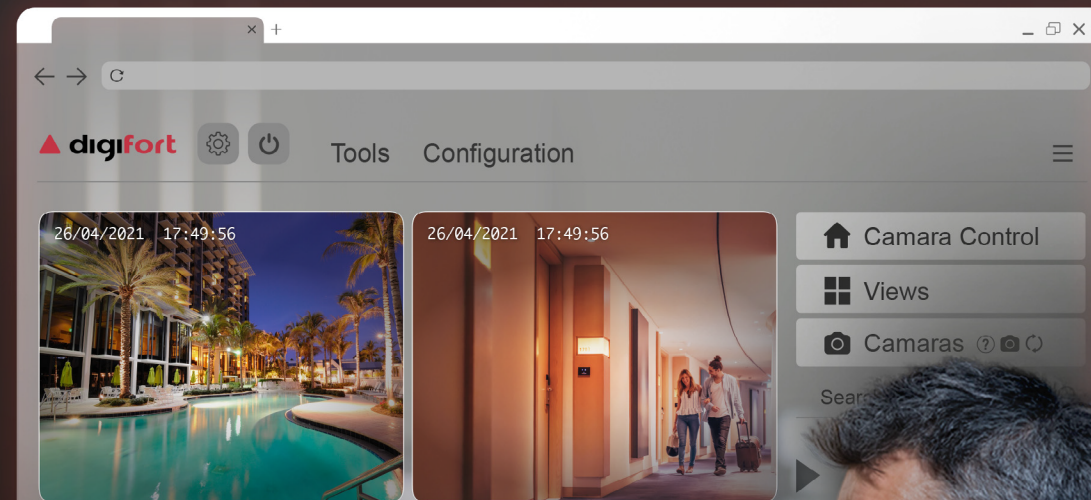 digifort
Tools Configuration
26/04/2021 17:49:56
26/04/2021 17:49:56
Camara Control
Views
Camaras ?